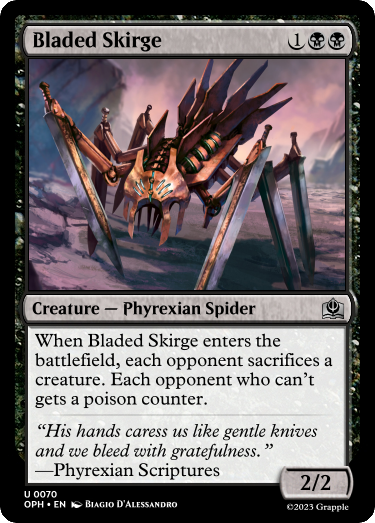 Bladed Skirge 1
Creature — Phyrexian Spider
When Bladed Skirge enters the
battlefield, each opponent sacrifices a
creature. Each opponent who can't
gets a poison counter.
“His hands caress us like gentle knives
and we bleed with gratefulness.”
—Phyrexian Scriptures
2/2
U 0070
OPH • EN Biagio D'Alessandro
©2023 Grapple